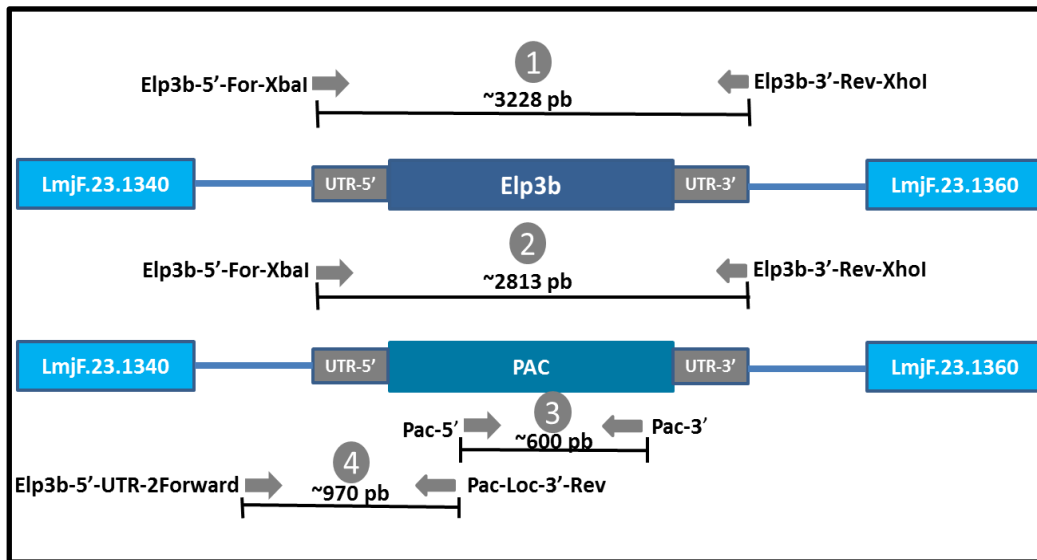 1
Elp3b-5’-For-XbaI
Elp3b-3’-Rev-XhoI
~3228 pb
LmjF.23.1340
UTR-5’
Elp3b
UTR-3’
LmjF.23.1360
2
Elp3b-5’-For-XbaI
Elp3b-3’-Rev-XhoI
~2813 pb
LmjF.23.1340
UTR-5’
PAC
UTR-3’
LmjF.23.1360
3
Pac-5’
Pac-3’
~600 pb
4
Elp3b-5’-UTR-2Forward
Pac-Loc-3’-Rev
~970 pb